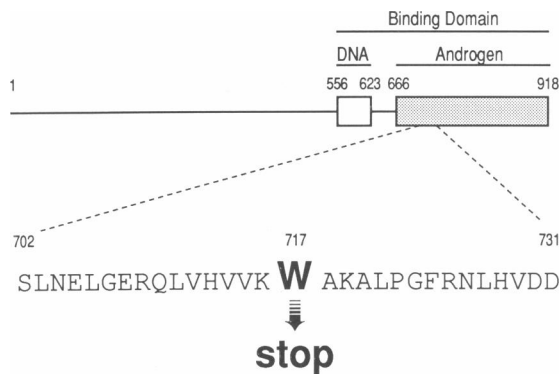 Binding Domain
DNA Androgen
1 556 623 666 918
702 717 731
SLNELGERQLVHVVK W AKALPGFRNLHVDD
stop